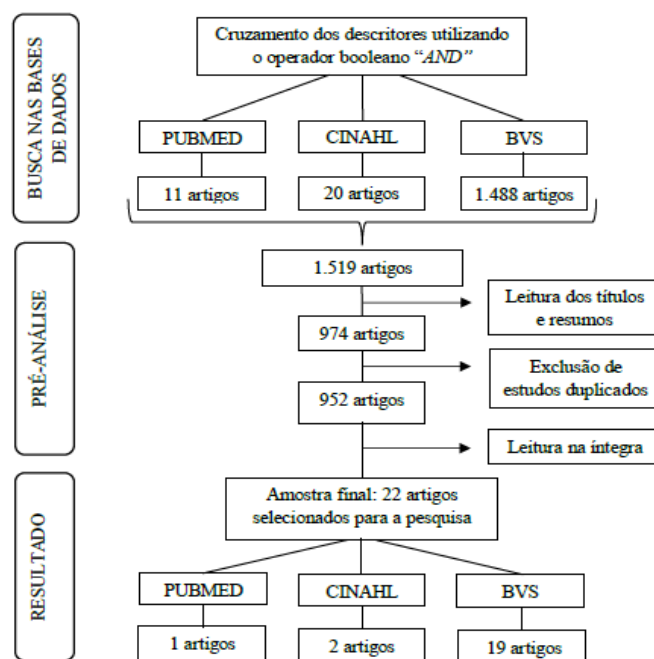 BUSCA NAS BASES
DE DADOS
Cruzamento dos descritores utilizando
o operador booleano “AND”
PUBMED
CINAHL
BVS
11 artigos
20 artigos
1.488 artigos
PRÉ-ANÁLISE
1.519 artigos
Leitura dos títulos
e resumos
974 artigos
Exclusão de
estudos duplicados
952 artigos
Leitura na íntegra
RESULTADO
Amostra final: 22 artigos
selecionados para a pesquisa
PUBMED
CINAHL
BVS
1 artigos
2 artigos
19 artigos